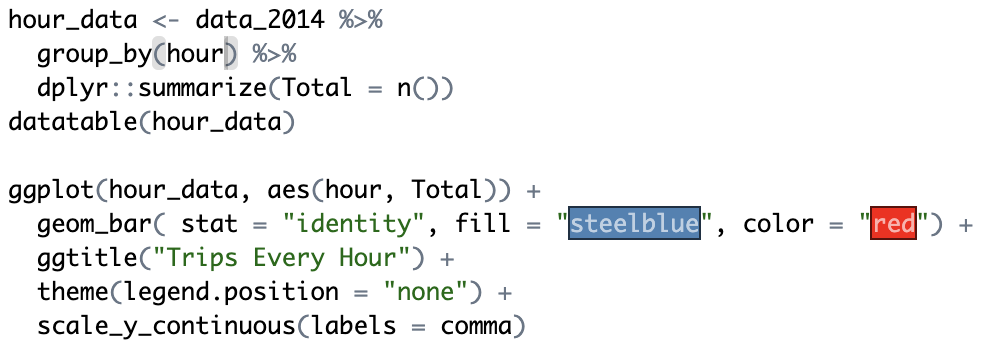 hour_data <- data_2014 %>%
  group_by(hour) %>%
  dplyr::summarize(Total = n())
datatable(hour_data)

ggplot(hour_data, aes(hour, Total)) +
  geom_bar( stat = "identity", fill = "steelblue", color = "red") +
  ggtitle("Trips Every Hour") +
  theme(legend.position = "none") +
  scale_y_continuous(labels = comma)